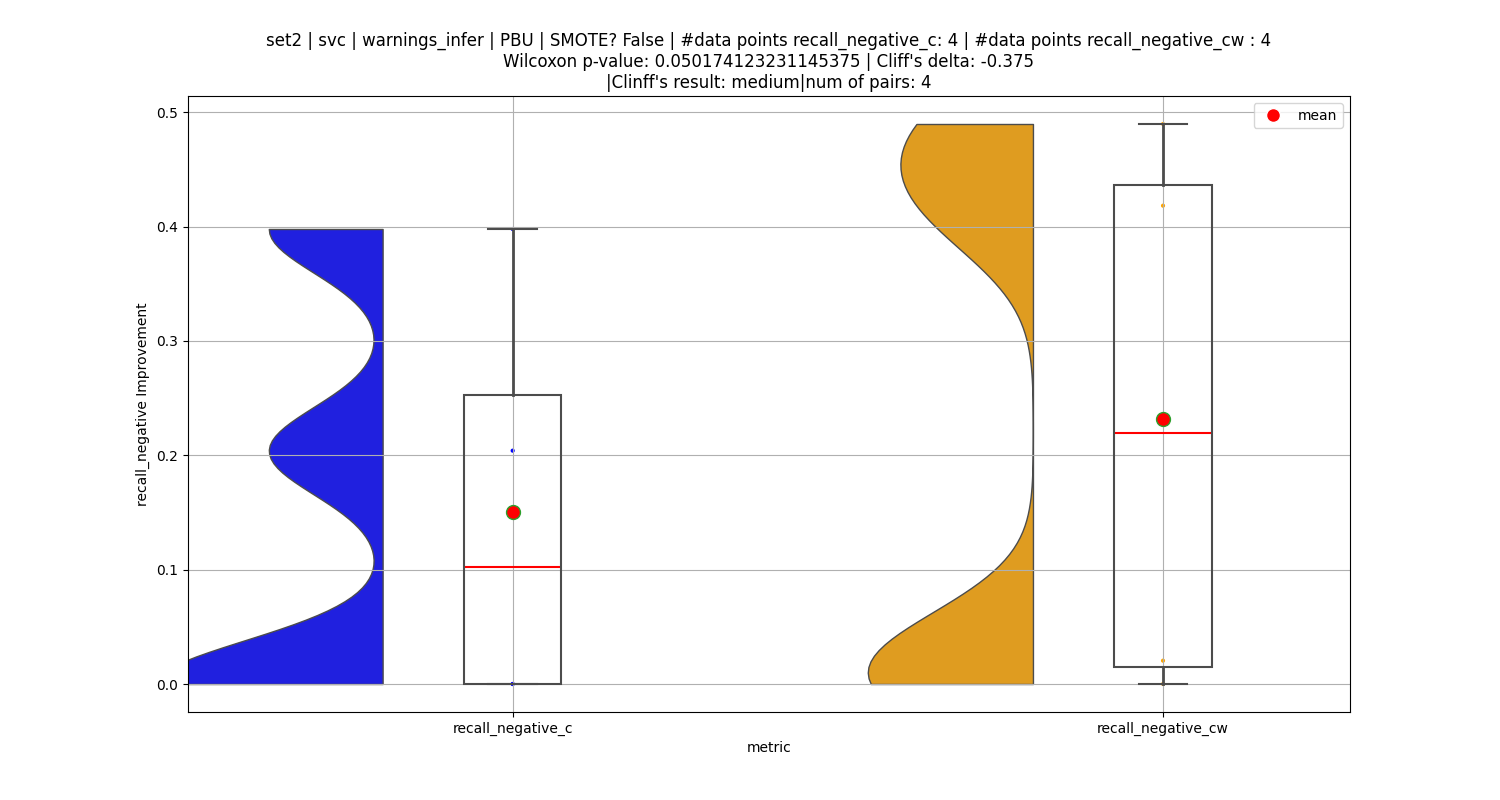 set2 | svc | warnings_infer | PBU | SMOTE? False | #data points recall_negative_c: 4 | #data points recall_negative_cw : 4
Wilcoxon p-value: 0.050174123231145375 | Cliff's delta: -0.375
|Clinff's result: medium|num of pairs: 4
mean
0.5
0.4
0.3
0.2
0.1
0.0
recall_negative Improvement
recall_negative_c
recall_negative_cw
metric